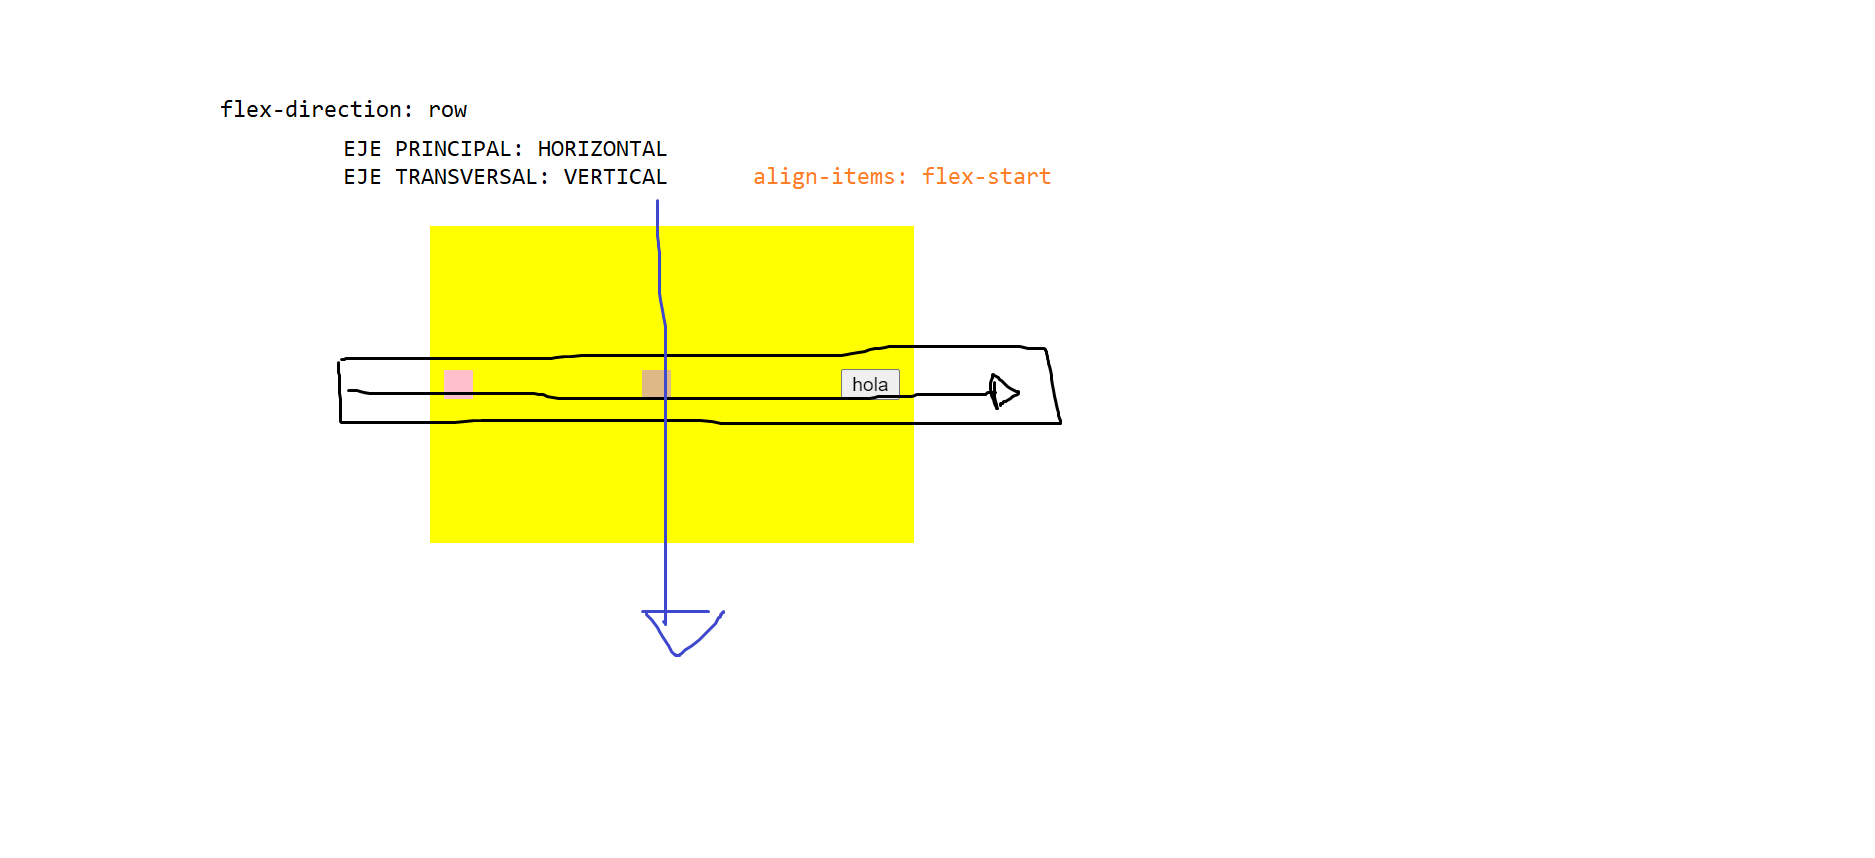 flex-direction: row
EJE PRINCIPAL: HORIZONTAL
EJE TRANSVERSAL: VERTICAL
align-items: flex-start
hola